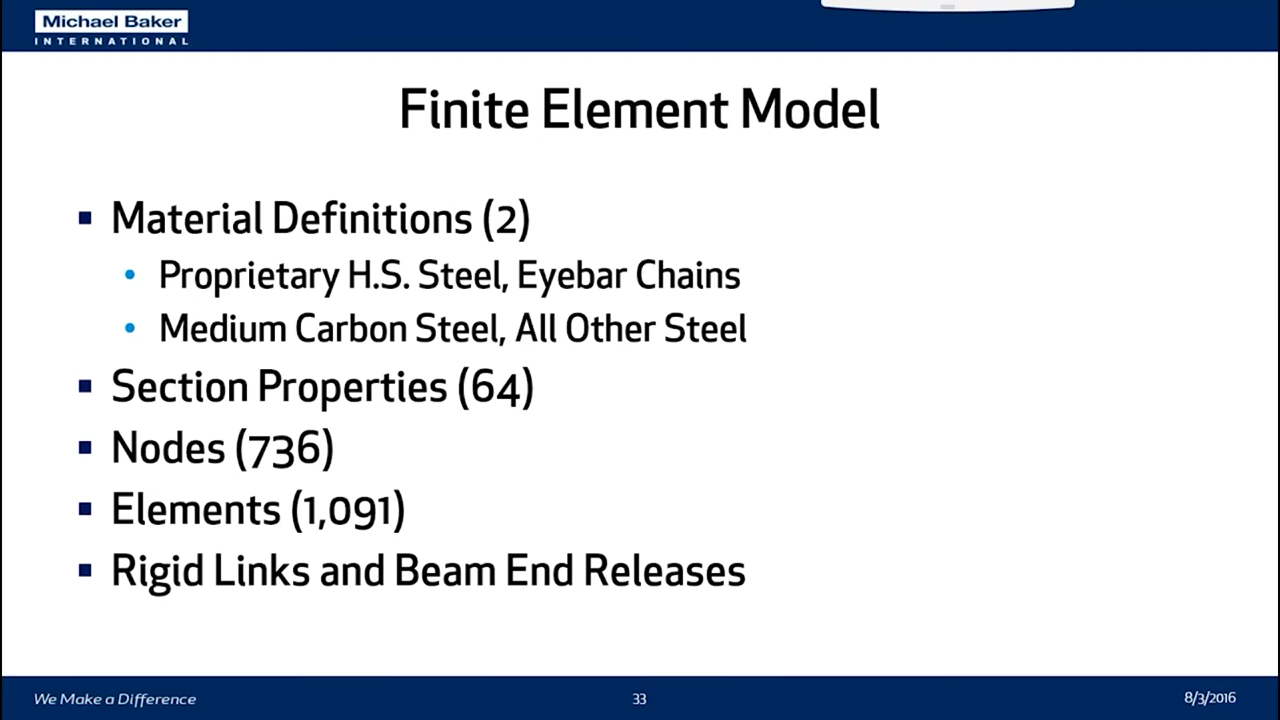 Michael Baker
INTERNATIONAL
Finite Element Model
▪ Material Definitions (2)
• Proprietary H.S. Steel, Eyebar Chains
• Medium Carbon Steel, All Other Steel
▪ Section Properties (64)
▪ Nodes (736)
▪ Elements (1,091)
▪ Rigid Links and Beam End Releases
We Make a Difference
33
8/3/2016